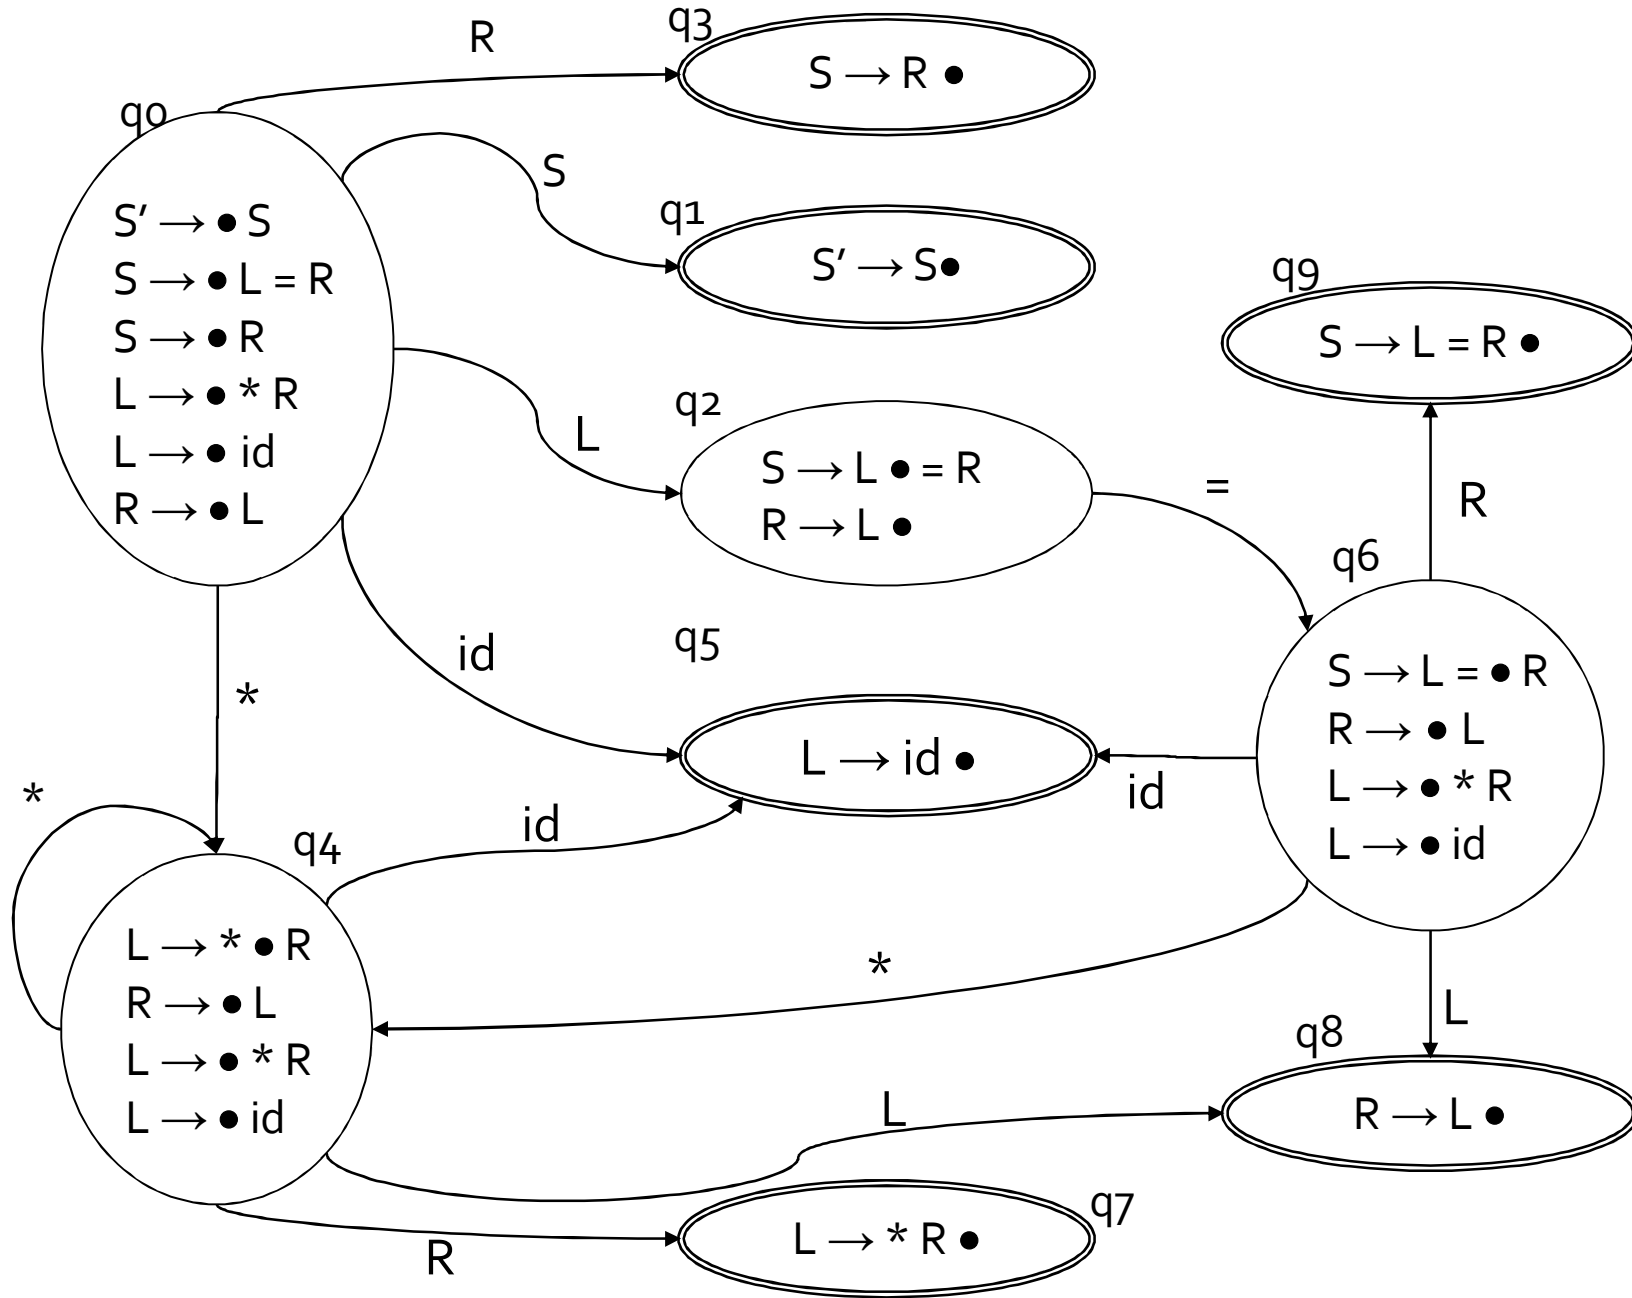 R
q3
S → R ●
q0
S' → ● S
S → ● L = R
S → ● R
L → ● * R
L → ● id
R → ● L
S
q1
S' → S●
L
q2
S → L ● = R
R → L ●
=
q9
S → L = R ●
R
q6
S → L = ● R
R → ● L
L → ● * R
L → ● id
id
q5
L → id ●
id
*
*
q4
id
L → * ● R
R → ● L
L → ● * R
L → ● id
*
L
q8
R → L ●
L
R
q7
L → * R ●